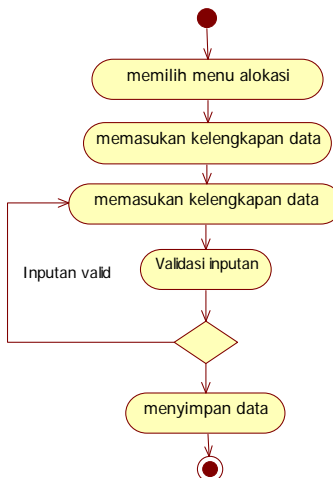 memilih menu alokasi
memasukan kelengkapan data
memasukan kelengkapan data
Validasi inputan
Inputan valid
menyimpan data